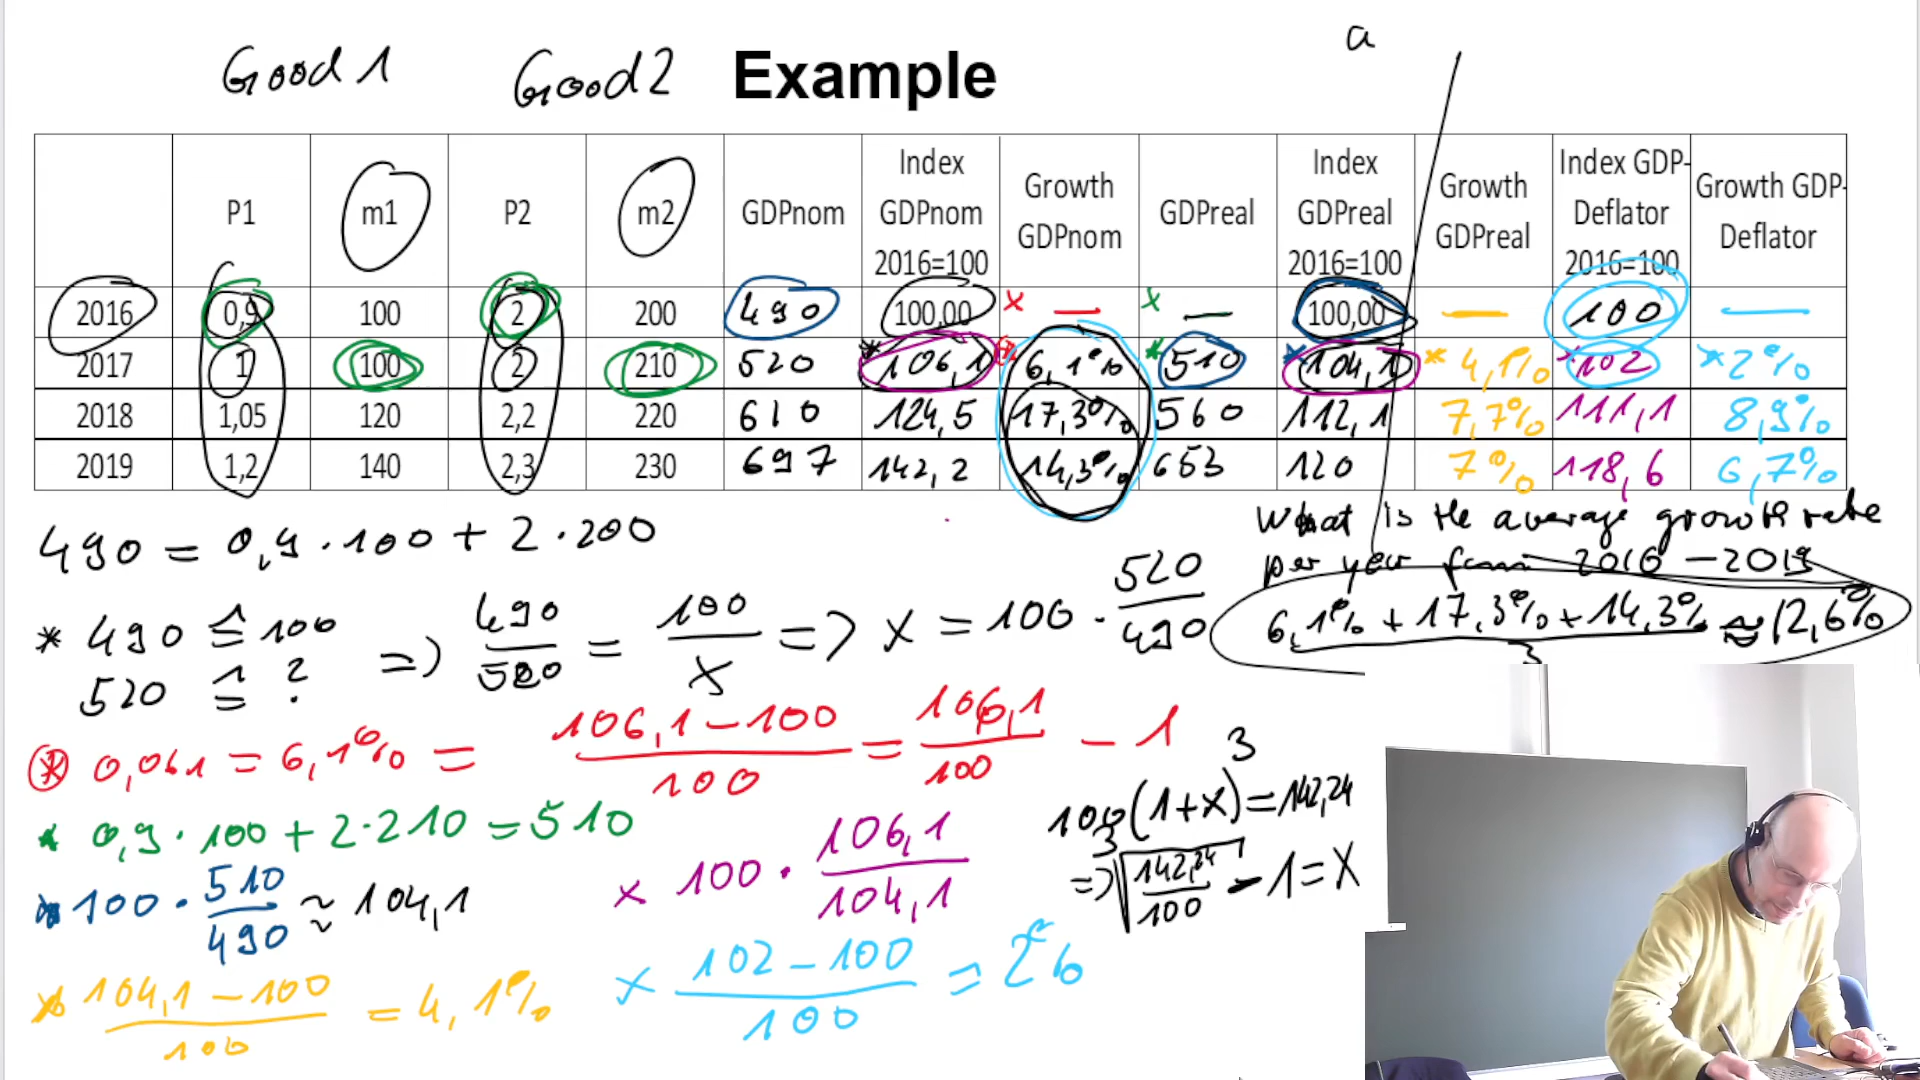 Good 1 Good 2 Example a
P1 m1 P2 m2 GDPnom Index GDPnom 2016=100 Growth GDPnom GDPreal Index GDPreal 2016=100 Growth GDPreal Index GDP-Deflator 2016=100 Growth GDP-Deflator
2016 0,9 100 2 200 490 100,00 x — x — 100,00 — 100 —
2017 1 100 2 210 520 * 106,1 6,1% * 510 * 104,1 * 4,1% * 102 * 2%
2018 1,05 120 2,2 220 610 124,5 17,3% 560 112,1 7,7% 111,1 8,9%
2019 1,2 140 2,3 230 697 142,2 14,3% 653 120 7% 118,6 6,7%
490 = 0,9 · 100 + 2 · 200
What is the average growth rate
per year from 2016 – 2019
6,1% + 17,3% + 14,3% / 3 ≈ 12,6%
* 490 ≙ 100
520 ≙ ?
=> 490/520 = 100/x => x = 100 · 520/490
* 0,061 = 6,1% = 106,1 – 100 / 100 = 106,1/100 – 1
* 0,9 · 100 + 2 · 210 = 510
* 100 · 510/490 ≈ 104,1
* 104,1 – 100 / 100 = 4,1%
x 100 · 106,1/104,1
x 102 – 100 / 100 = 2%
100(1+x)³ = 142,24
=> ³√142,24/100 – 1 = x